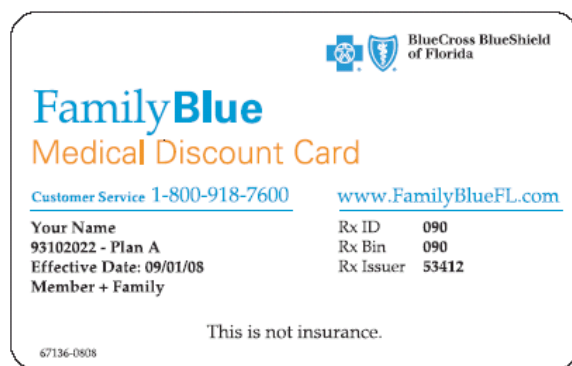 BlueCross BlueShield
of Florida
FamilyBlue
Medical Discount Card
Customer Service 1-800-918-7600
www.FamilyBlueFL.com
Your Name
93102022 - Plan A
Effective Date: 09/01/08
Member + Family
Rx ID 090
Rx Bin 090
Rx Issuer 53412
This is not insurance.
67136-0808